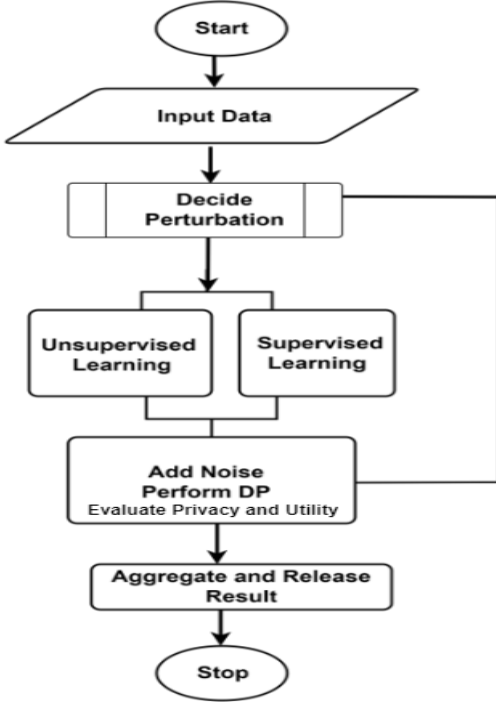 Start
Input Data
Decide
Perturbation
Unsupervised
Learning
Supervised
Learning
Add Noise
Perform DP
Evaluate Privacy and Utility
Aggregate and Release
Result
Stop